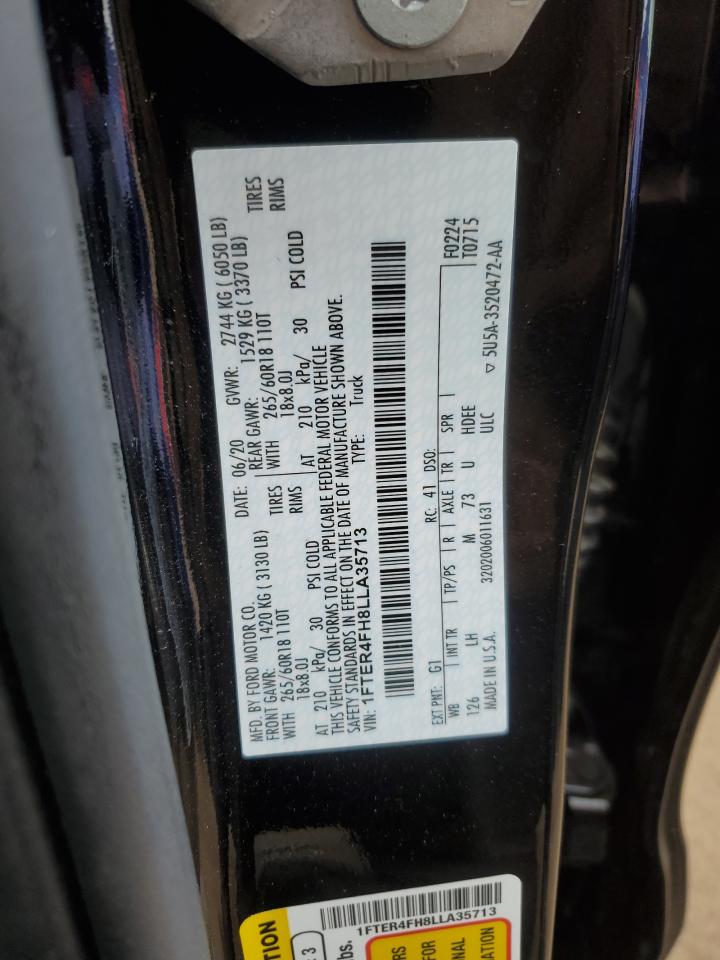 MFD. BY FORD MOTOR CO. DATE: 06/20 GVWR: 2744 KG ( 6050 LB)
FRONT GAWR: 1420 KG ( 3130 LB) REAR GAWR: 1529 KG ( 3370 LB)
WITH 265/60R18 110T TIRES WITH 265/60R18 110T TIRES
18x8.0J RIMS 18x8.0J RIMS
AT 210 kPa/ 30 PSI COLD AT 210 kPa/ 30 PSI COLD
THIS VEHICLE CONFORMS TO ALL APPLICABLE FEDERAL MOTOR VEHICLE
SAFETY STANDARDS IN EFFECT ON THE DATE OF MANUFACTURE SHOWN ABOVE.
VIN: 1FTER4FH8LLA35713 TYPE: Truck
EXT PNT: G1 RC: 41 DSO: F0224
WB INT TR TP/PS R AXLE TR SPR T0715
126 LH M 73 U HDEE
MADE IN U.S.A. 3202006011631 ULC ▽ 5U5A-3520472-AA
1FTER4FH8LLA35713
3
lbs.